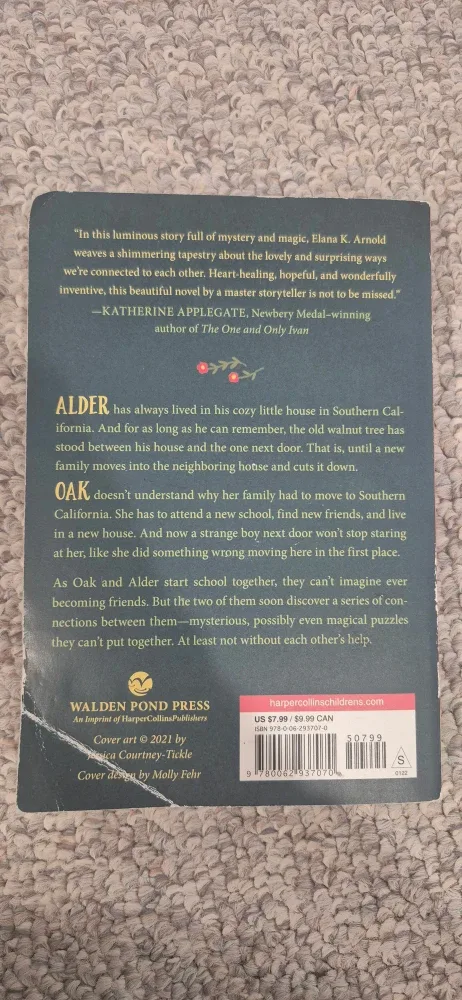 “In this luminous story full of mystery and magic, Elana K. Arnold
weaves a shimmering tapestry about the lovely and surprising ways
we’re connected to each other. Heart-healing, hopeful, and wonderfully
inventive, this beautiful novel by a master storyteller is not to be missed.”
—KATHERINE APPLEGATE, Newbery Medal–winning
author of The One and Only Ivan
ALDER has always lived in his cozy little house in Southern Cal-
ifornia. And for as long as he can remember, the old walnut tree has
stood between his house and the one next door. That is, until a new
family moves into the neighboring house and cuts it down.
OAK doesn’t understand why her family had to move to Southern
California. She has to attend a new school, find new friends, and live
in a new house. And now a strange boy next door won’t stop staring
at her, like she did something wrong moving here in the first place.
As Oak and Alder start school together, they can’t imagine ever
becoming friends. But the two of them soon discover a series of con-
nections between them—mysterious, possibly even magical puzzles
they can’t put together. At least not without each other’s help.
WALDEN POND PRESS
An Imprint of HarperCollinsPublishers
Cover art © 2021 by
Jessica Courtney-Tickle
Cover design by Molly Fehr
harpercollinschildrens.com
US $7.99 / $9.99 CAN
ISBN 978-0-06-293707-0
50799
9 780062 937070
S
0122